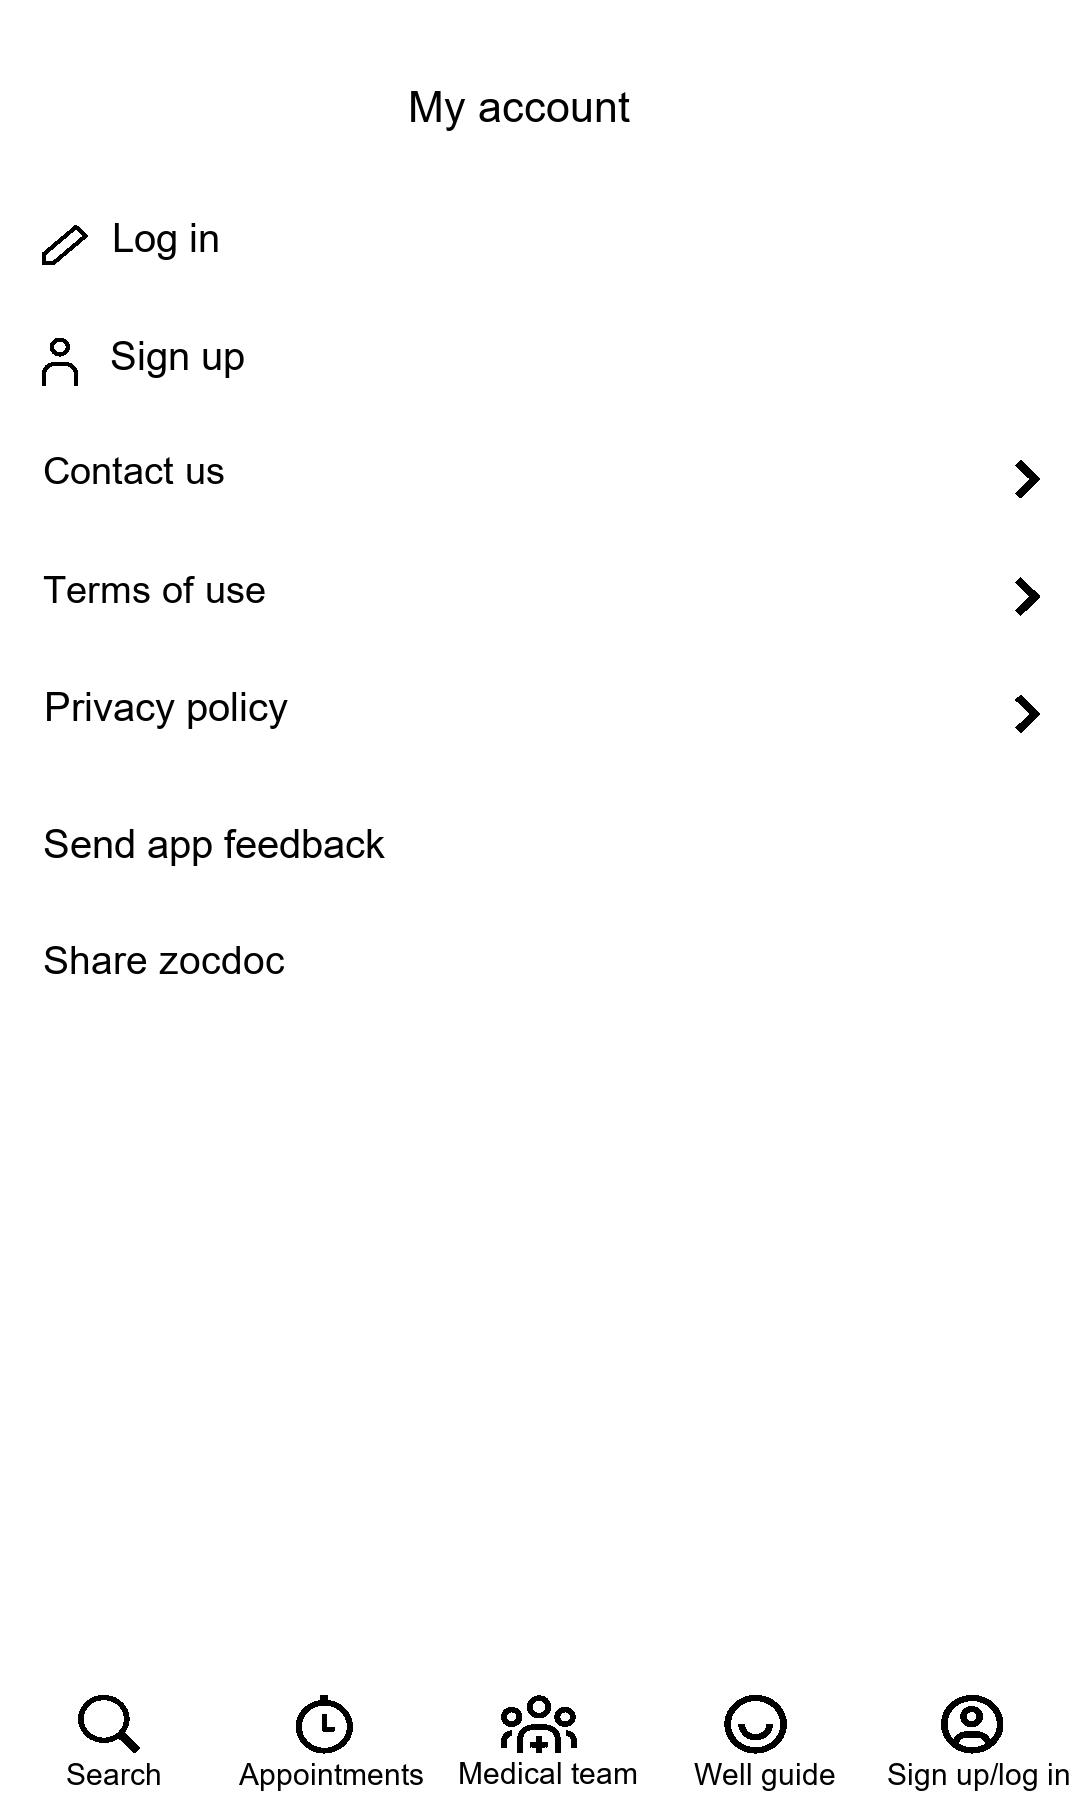 My account
Log in
Sign up
Contact us
Terms of use
Privacy policy
Send app feedback
Share zocdoc
Search
Appointments
Medical team
Well guide
Sign up/log in